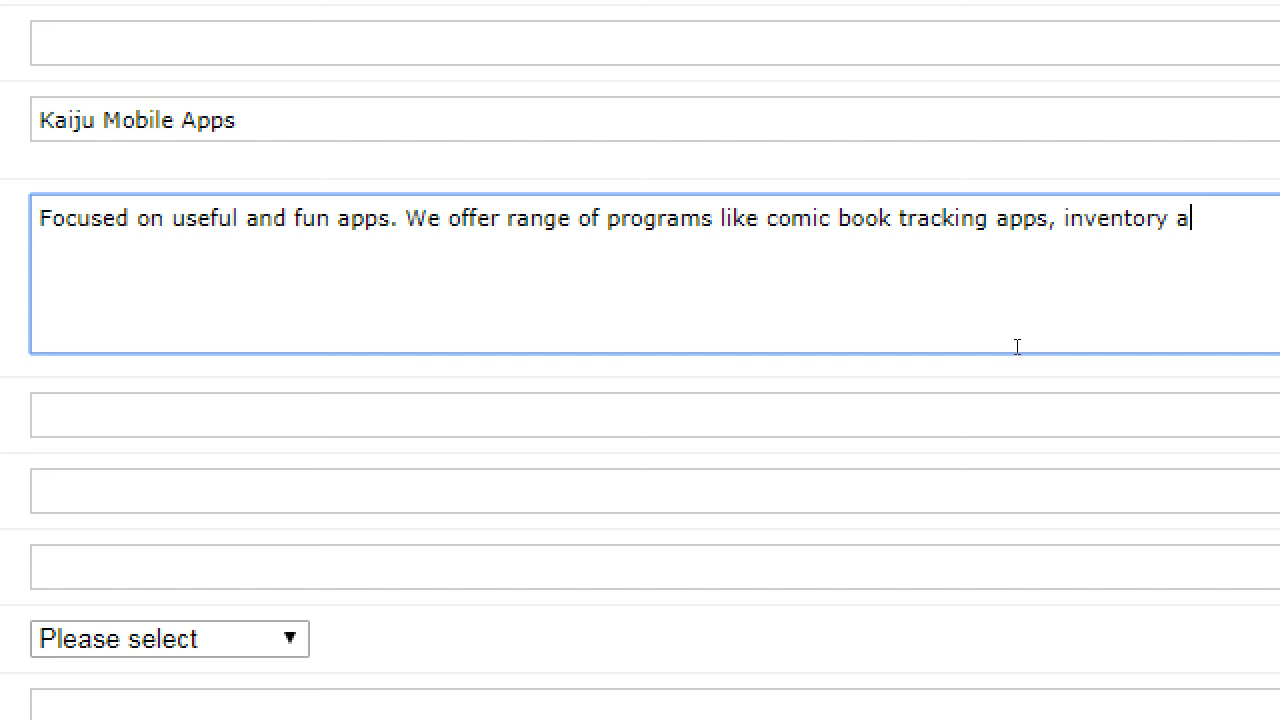 Kaiju Mobile Apps
Focused on useful and fun apps. We offer range of programs like comic book tracking apps, inventory a
Please select